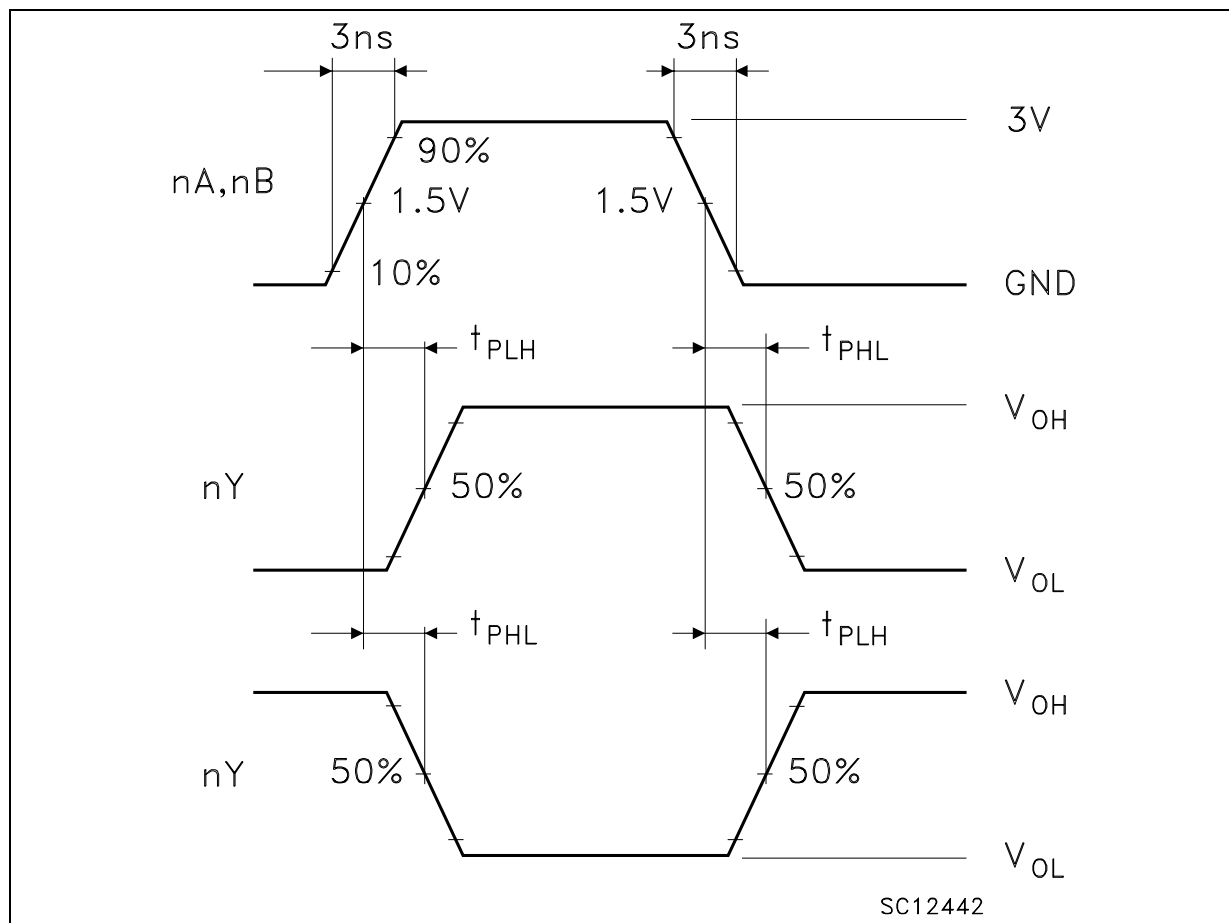 3ns 3ns
3V
90%
nA,nB
1.5V 1.5V
10%
GND
tPLH tPHL
VOH
nY 50% 50%
VOL
tPHL tPLH
VOH
nY 50% 50%
VOL
SC12442